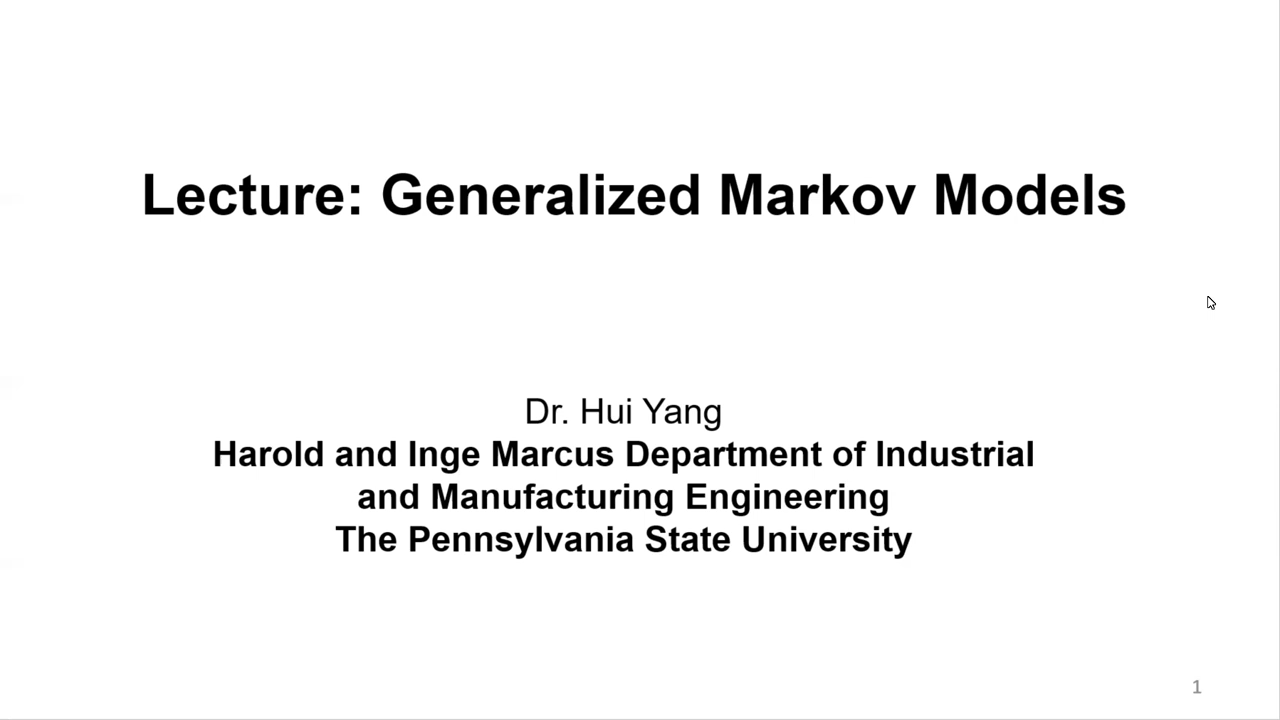 Lecture: Generalized Markov Models
Dr. Hui Yang
Harold and Inge Marcus Department of Industrial
and Manufacturing Engineering
The Pennsylvania State University
1